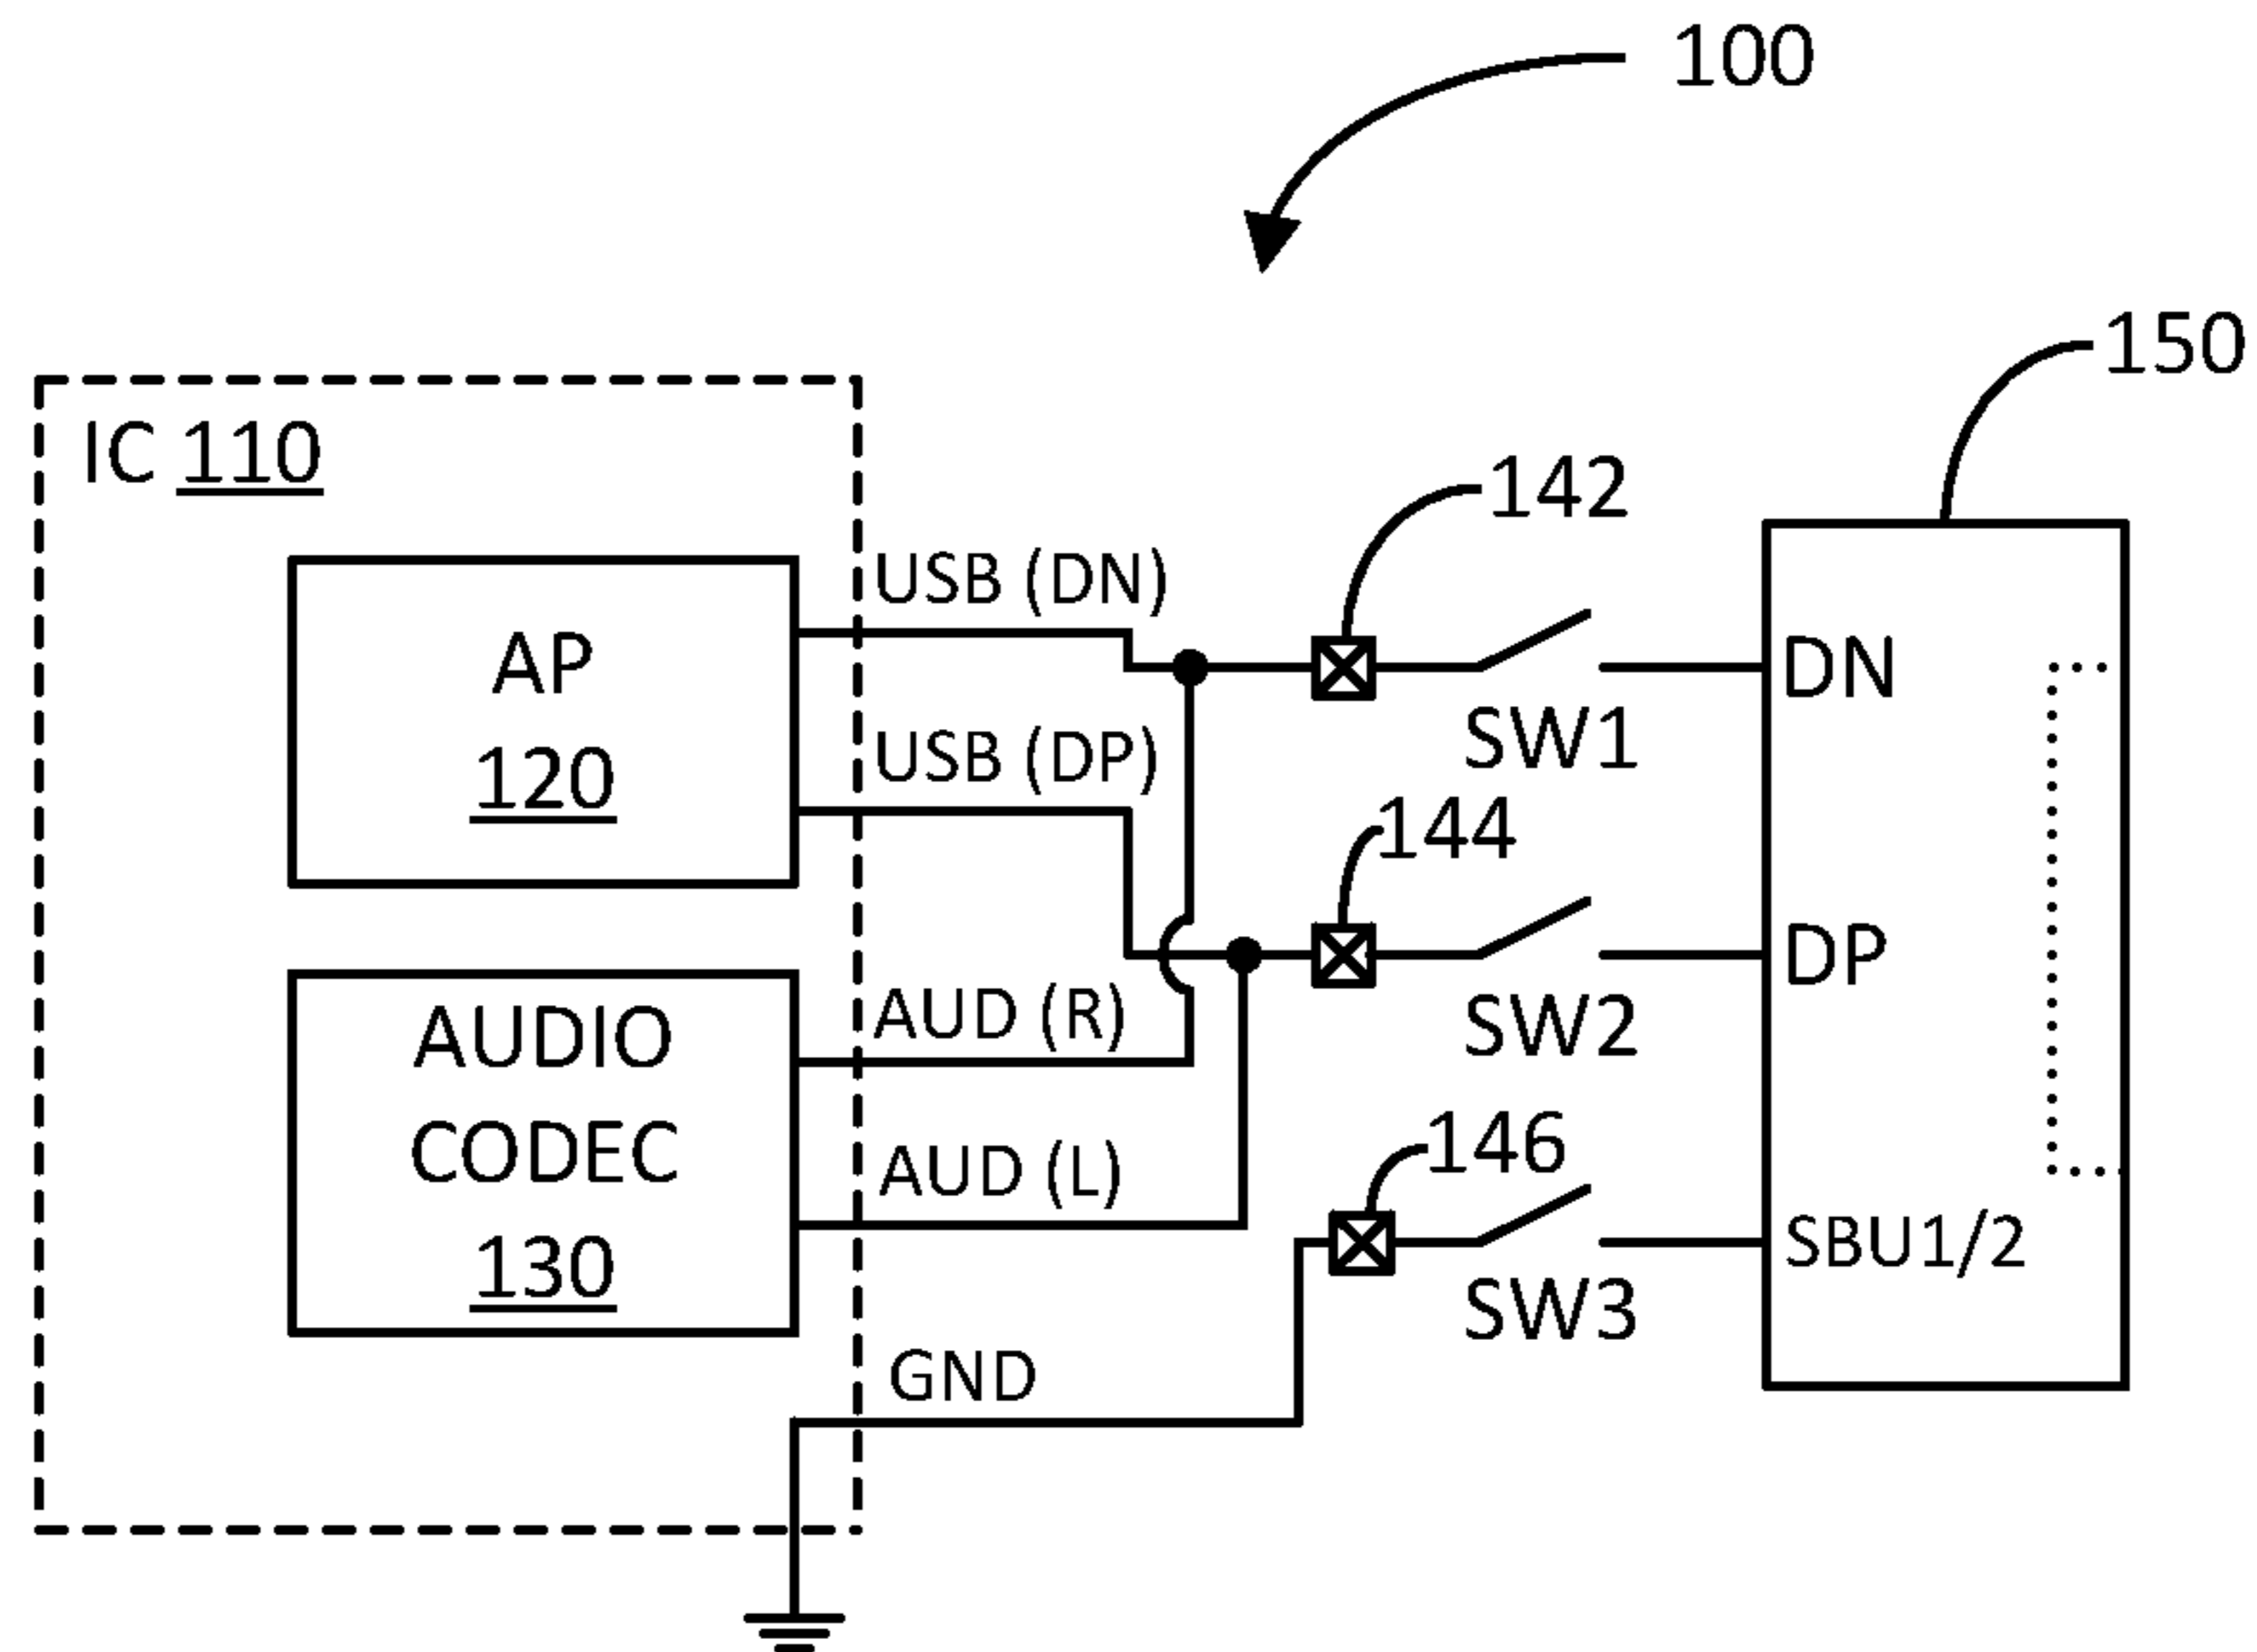 100
150
IC 110
142
USB (DN)
AP
120
DN
SW1
USB (DP)
144
DP
SW2
AUDIO
CODEC
130
AUD (R)
AUD (L)
146
SBU1/2
SW3
GND